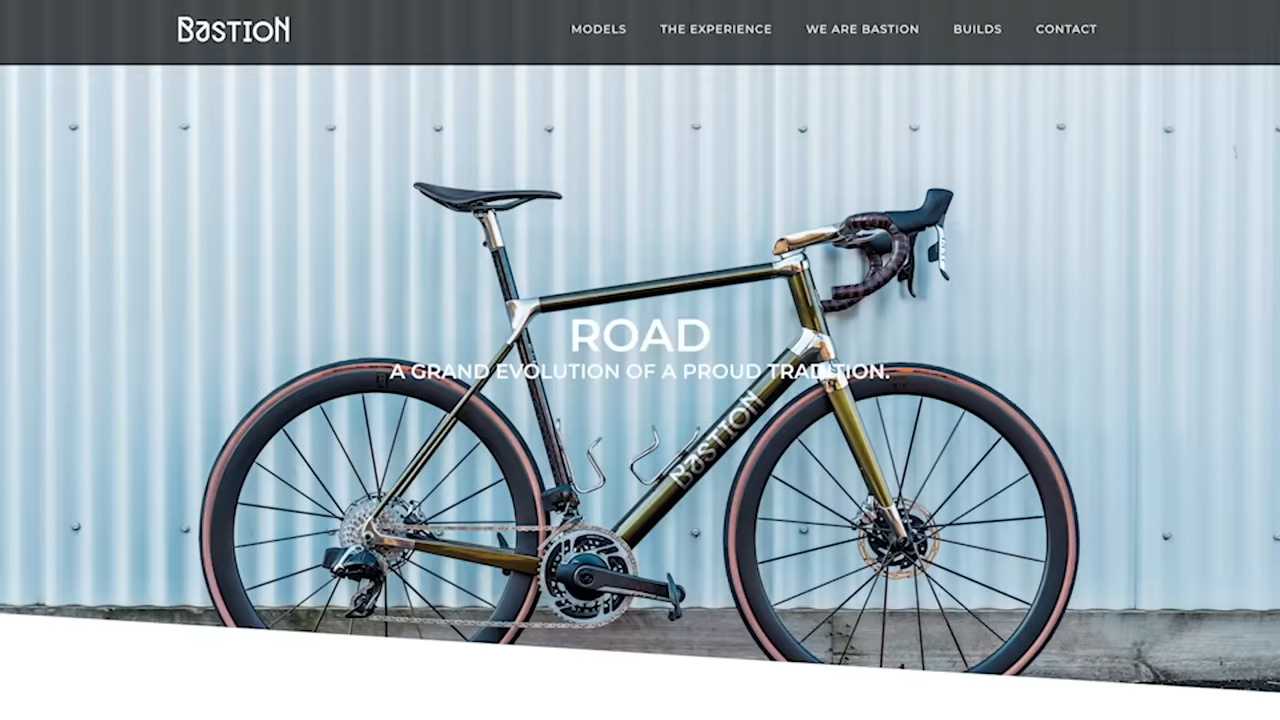 BaSTION
MODELS
THE EXPERIENCE
WE ARE BASTION
BUILDS
CONTACT
ROAD
A GRAND EVOLUTION OF A PROUD TRADITION.
BaSTION